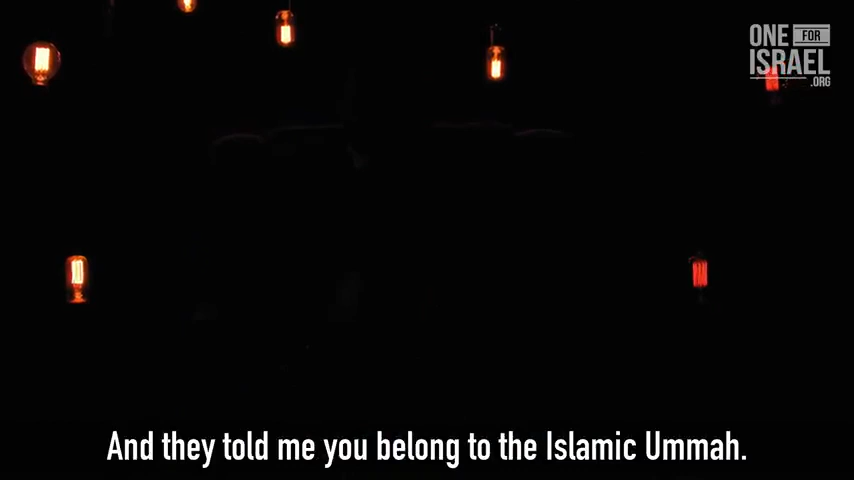 ONE FOR
ISRAEL
.ORG
And they told me you belong to the Islamic Ummah.